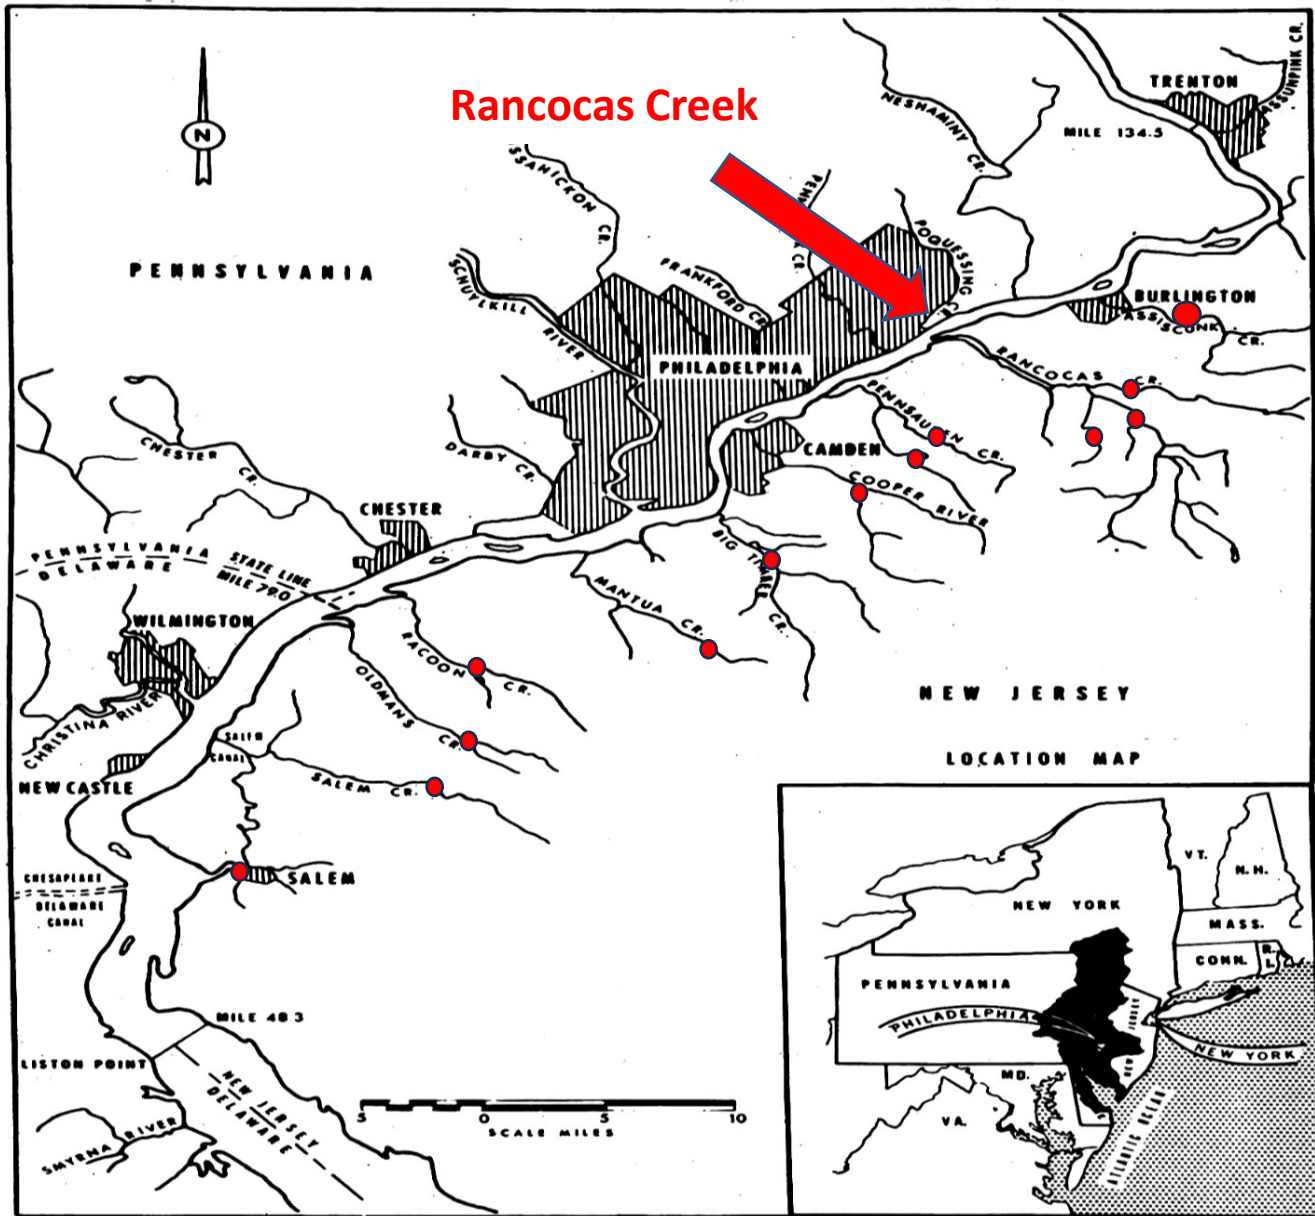 Rancocas Creek
N
PENNSYLVANIA
SSAHICKON CR.
SCHUYLKILL RIVER
FRANKFORD CR.
POQUESSING CR.
NESHAMINY CR.
TRENTON
ASSUNPINK CR.
MILE 134.5
BURLINGTON
ASSISCONK CR.
RANCOCAS CR.
PHILADELPHIA
PENNSAUKEN CR.
CAMDEN
COOPER RIVER
CHESTER CR.
DARBY CR.
CHESTER
BIG TIMBER CR.
MANTUA CR.
PENNSYLVANIA
DELAWARE
STATE LINE
MILE 79.0
WILMINGTON
RACOON CR.
OLDMANS CR.
CHRISTINA RIVER
SALEM
CANAL
NEW CASTLE
SALEM CR.
SALEM
CHESAPEAKE
DELAWARE
CANAL
NEW JERSEY
LOCATION MAP
MILE 48.3
LISTON POINT
NEW JERSEY
DELAWARE
SMYRNA RIVER
5 0 5 10
SCALE MILES
VT.
N.H.
NEW YORK
MASS.
CONN.
R.
I.
PENNSYLVANIA
PHILADELPHIA
NEW JERSEY
NEW YORK
MD.
VA.
ATLANTIC OCEAN